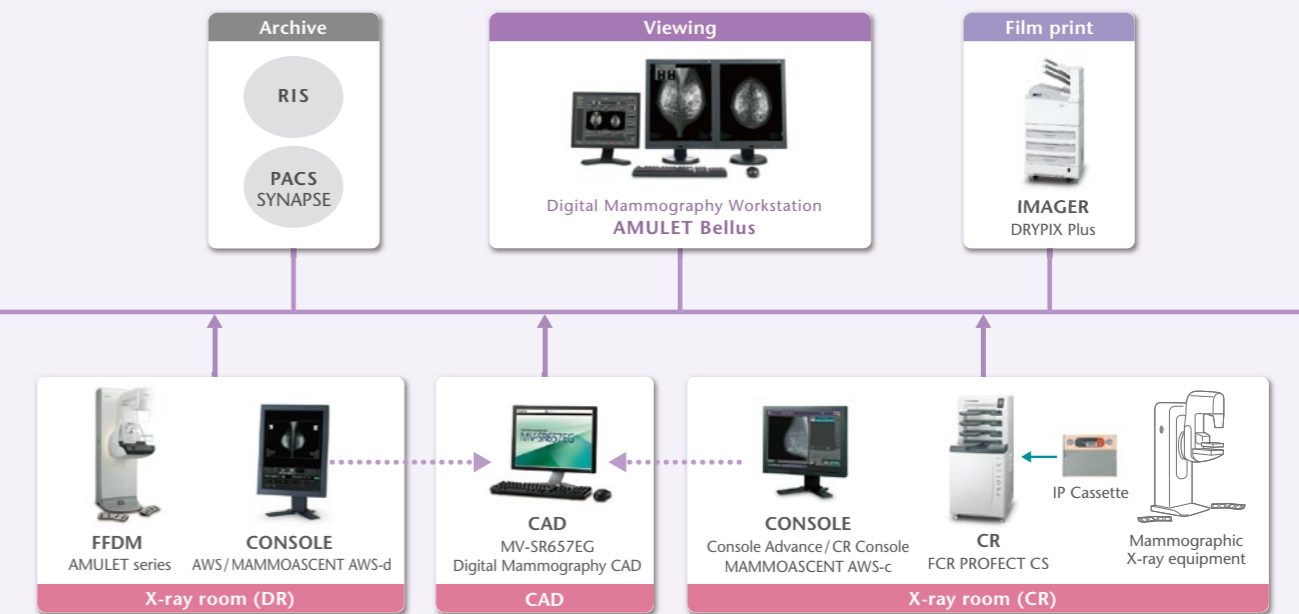 Archive
RIS
PACS
SYNAPSE
Viewing
Digital Mammography Workstation
AMULET Bellus
Film print
IMAGER
DRYPIX Plus
FFDM
AMULET series
CONSOLE
AWS/MAMMOASCENT AWS-d
X-ray room (DR)
MV-SR657EG
CAD
MV-SR657EG
Digital Mammography CAD
CAD
CONSOLE
Console Advance/CR Console
MAMMOASCENT AWS-c
PROFECT
CR
FCR PROFECT CS
IP Cassette
Mammographic
X-ray equipment
X-ray room (CR)